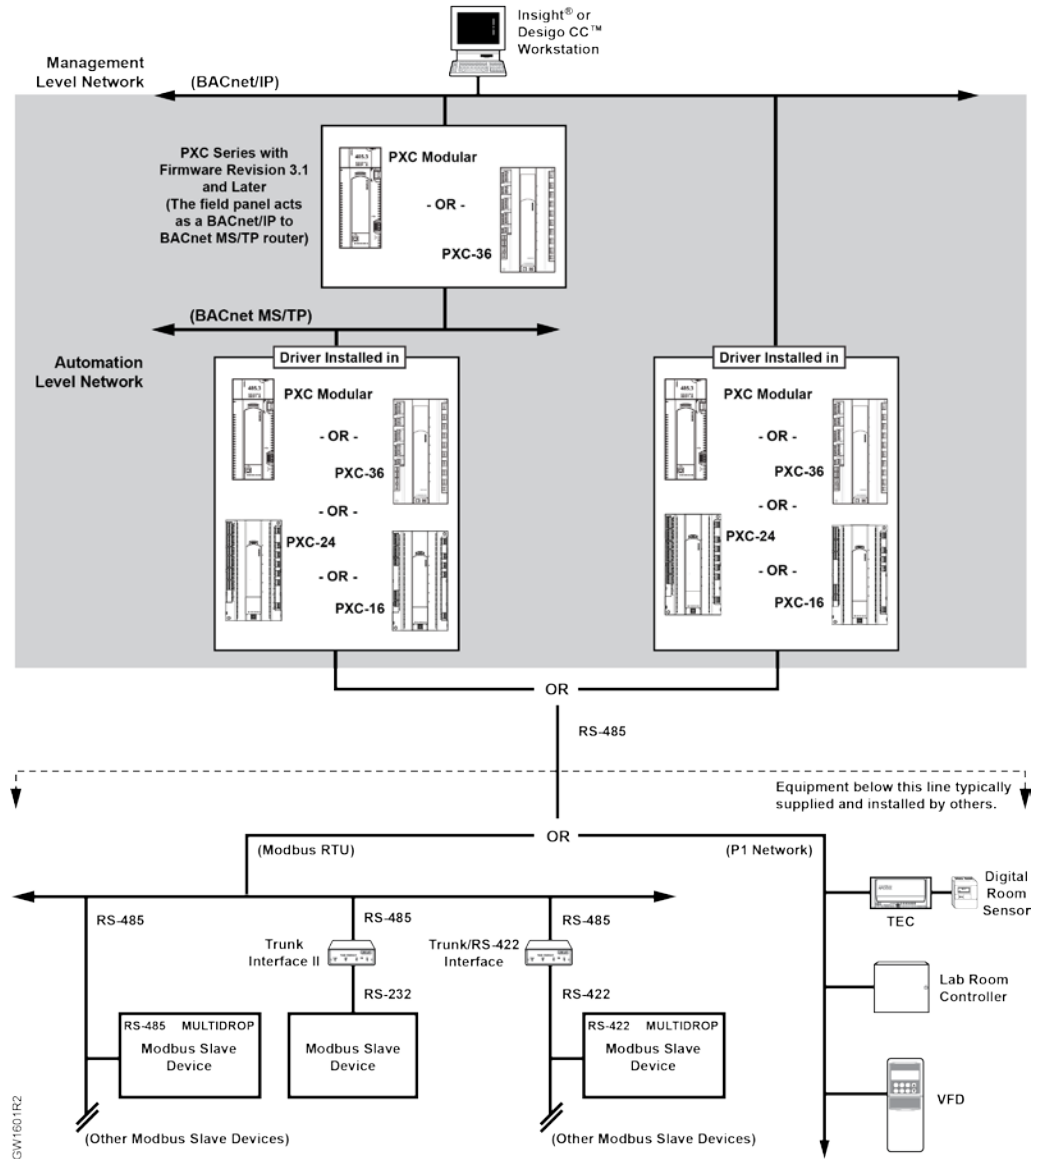 Insight® or
Desigo CC™
Workstation
Management
Level Network
(BACnet/IP)
PXC Series with
Firmware Revision 3.1
and Later
(The field panel acts
as a BACnet/IP to
BACnet MS/TP router)
PXC Modular
- OR -
PXC-36
(BACnet MS/TP)
Automation
Level Network
Driver Installed in
PXC Modular
- OR -
PXC-36
- OR -
PXC-24
- OR -
PXC-16
Driver Installed in
PXC Modular
- OR -
PXC-36
- OR -
PXC-24
- OR -
PXC-16
OR
RS-485
Equipment below this line typically
supplied and installed by others.
OR
(Modbus RTU)
(P1 Network)
RS-485
RS-485
RS-485
Trunk
Interface II
Trunk/RS-422
Interface
RS-232
RS-422
RS-485 MULTIDROP
Modbus Slave
Device
Modbus Slave
Device
RS-422 MULTIDROP
Modbus Slave
Device
(Other Modbus Slave Devices)
(Other Modbus Slave Devices)
TEC
Digital
Room
Sensor
Lab Room
Controller
VFD
GW1601R2